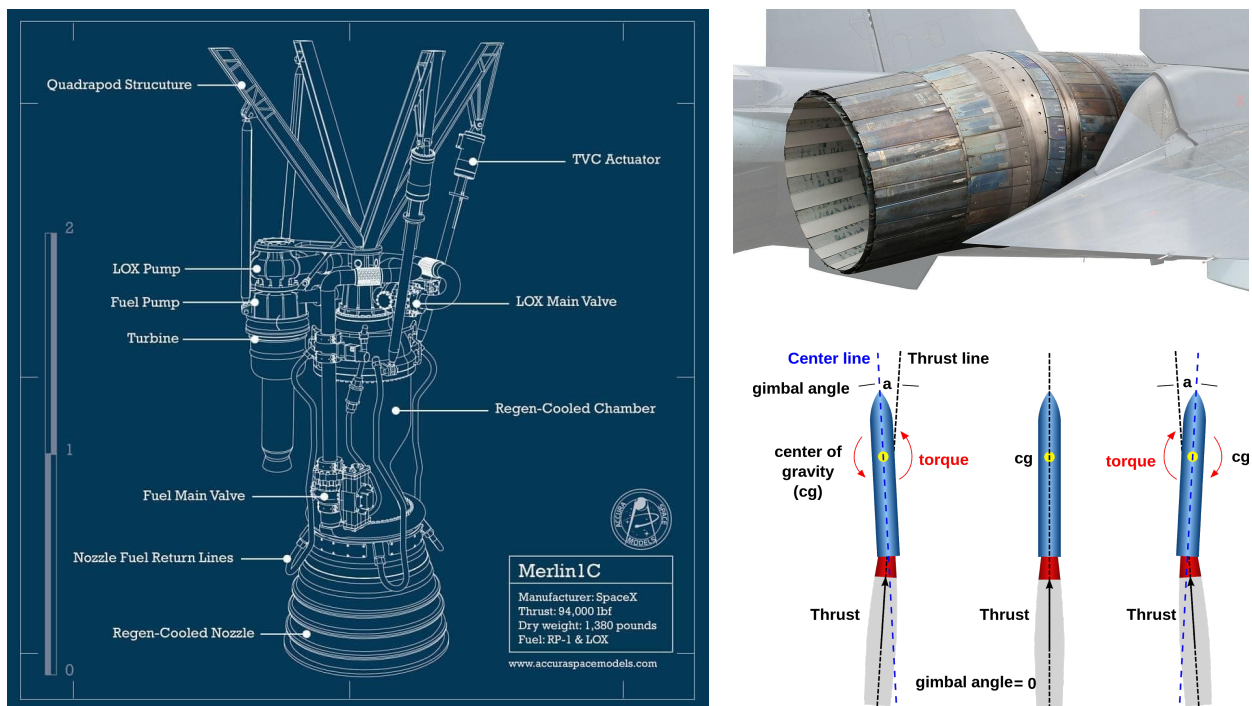 Quadrapod Strucuture
TVC Actuator
2
LOX Pump
Fuel Pump
LOX Main Valve
Turbine
Regen-Cooled Chamber
1
Fuel Main Valve
ACCURA SPACE
MODELS
Nozzle Fuel Return Lines
Regen-Cooled Nozzle
0
Merlin1C
Manufacturer: SpaceX
Thrust: 94,000 lbf
Dry weight: 1,380 pounds
Fuel: RP-1 & LOX
www.accuraspacemodels.com
Center line
Thrust line
gimbal angle
a
a
center of
gravity
(cg)
torque
cg
torque
cg
Thrust
Thrust
Thrust
gimbal angle = 0